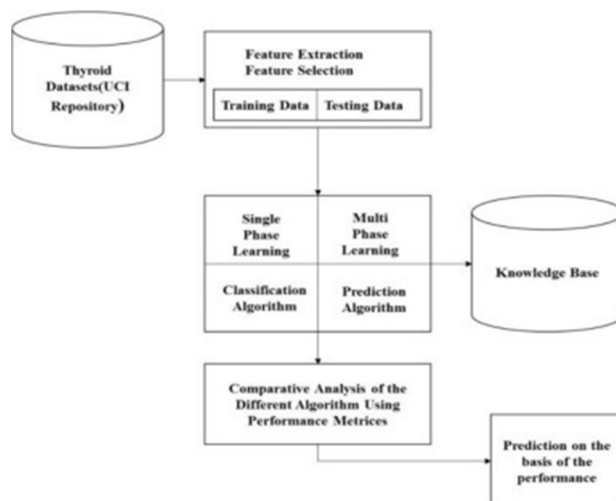 Thyroid
Datasets(UCI
Repository)
Feature Extraction
Feature Selection
Training Data
Testing Data
Single
Phase
Learning
Multi
Phase
Learning
Classification
Algorithm
Prediction
Algorithm
Knowledge Base
Comparative Analysis of the
Different Algorithm Using
Performance Metrices
Prediction on the
basis of the
performance